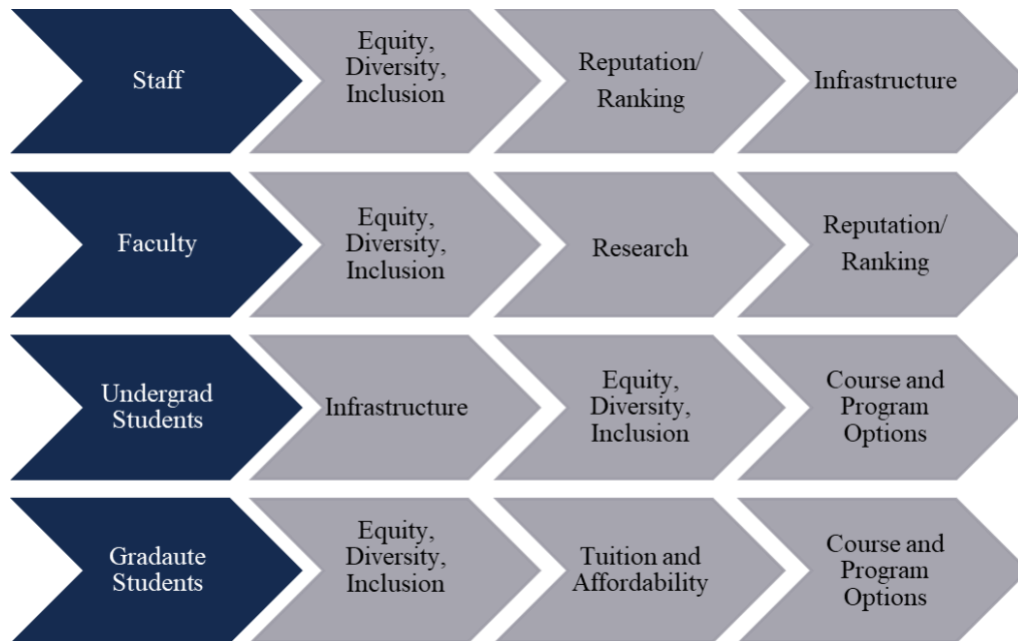 Staff
Equity,
Diversity,
Inclusion
Reputation/
Ranking
Infrastructure
Faculty
Equity,
Diversity,
Inclusion
Research
Reputation/
Ranking
Undergrad
Students
Infrastructure
Equity,
Diversity,
Inclusion
Course and
Program
Options
Gradaute
Students
Equity,
Diversity,
Inclusion
Tuition and
Affordability
Course and
Program
Options